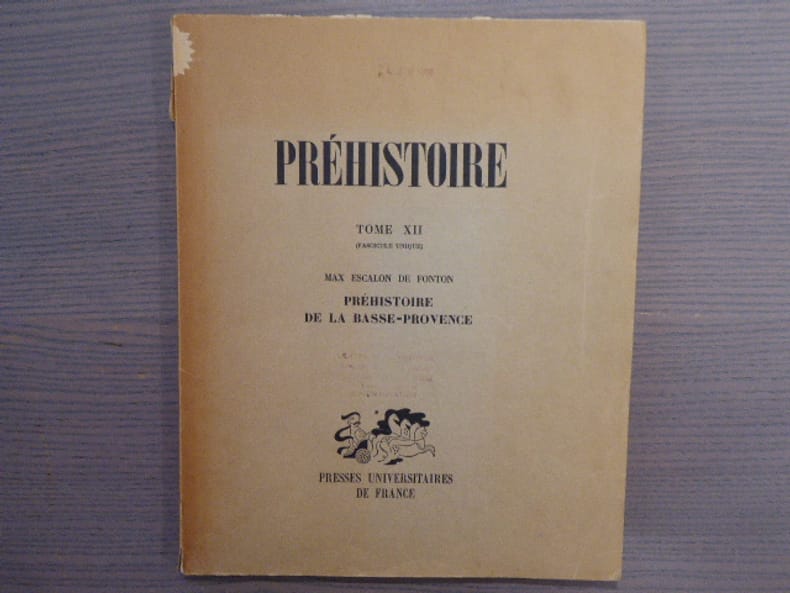 PRÉHISTOIRE
TOME XII
(FASCICULE UNIQUE)
MAX ESCALON DE FONTON
PRÉHISTOIRE
DE LA BASSE-PROVENCE
PRESSES UNIVERSITAIRES
DE FRANCE